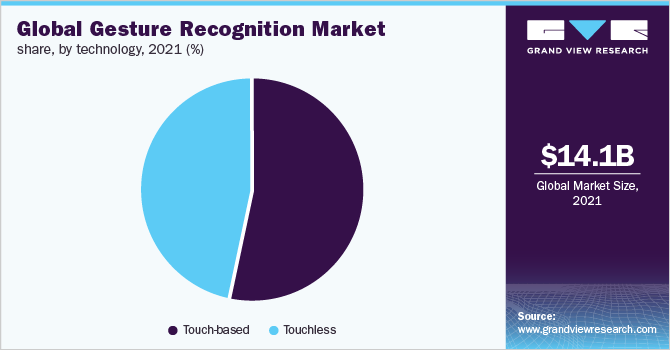 Global Gesture Recognition Market
share, by technology, 2021 (%)
GRAND VIEW RESEARCH
$14.1B
Global Market Size,
2021
Touch-based
Touchless
Source:
www.grandviewresearch.com